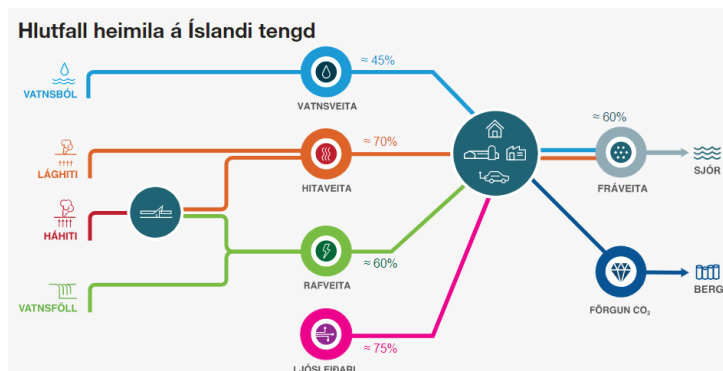 Hlutfall heimila á Íslandi tengd
≈ 45%
VATNSBÓL
VATNSVEITA
≈ 60%
≈ 70%
LÁGHITI
HITAVEITA
FRÁVEITA
SJÓR
HÁHITI
≈ 60%
VATNSFÖLL
RAFVEITA
BERG
FÖRGUN CO₂
≈ 75%
LJÓSLEIÐARI